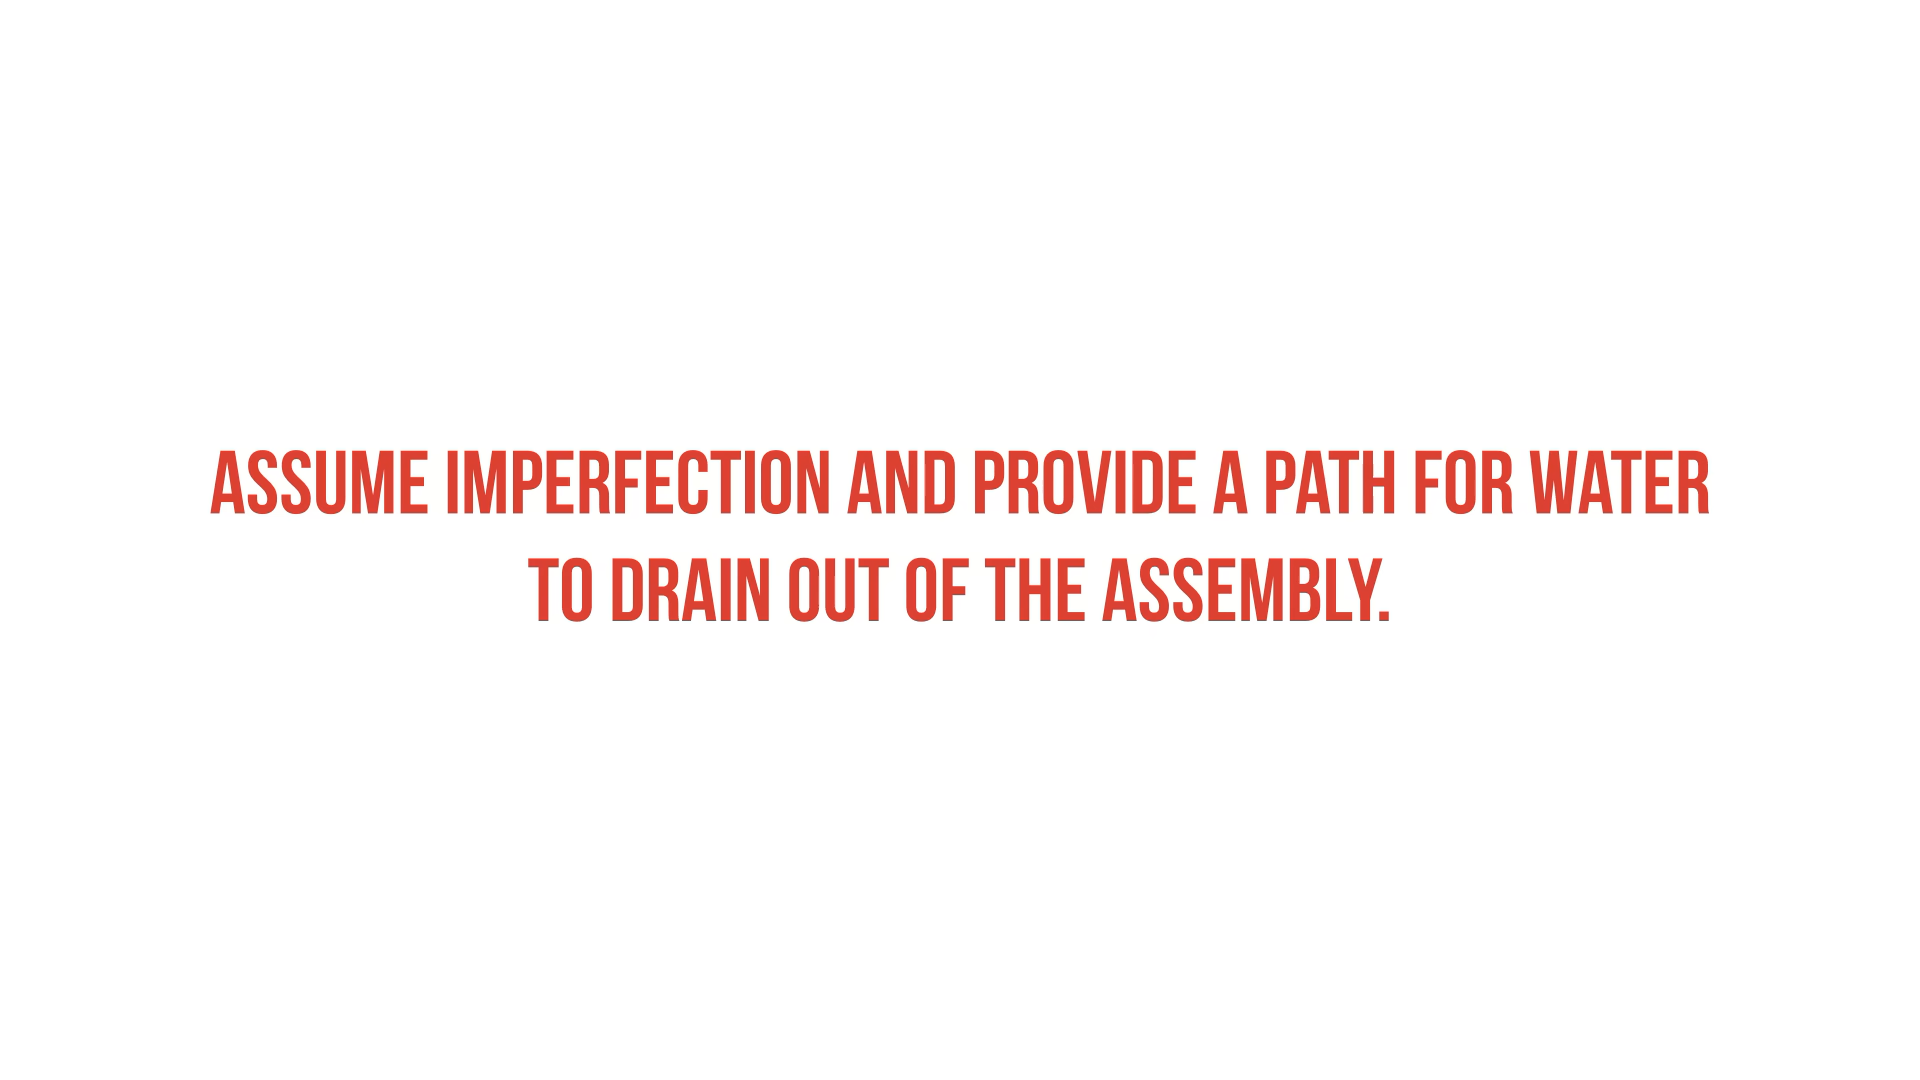 ASSUME IMPERFECTION AND PROVIDE A PATH FOR WATER
TO DRAIN OUT OF THE ASSEMBLY.